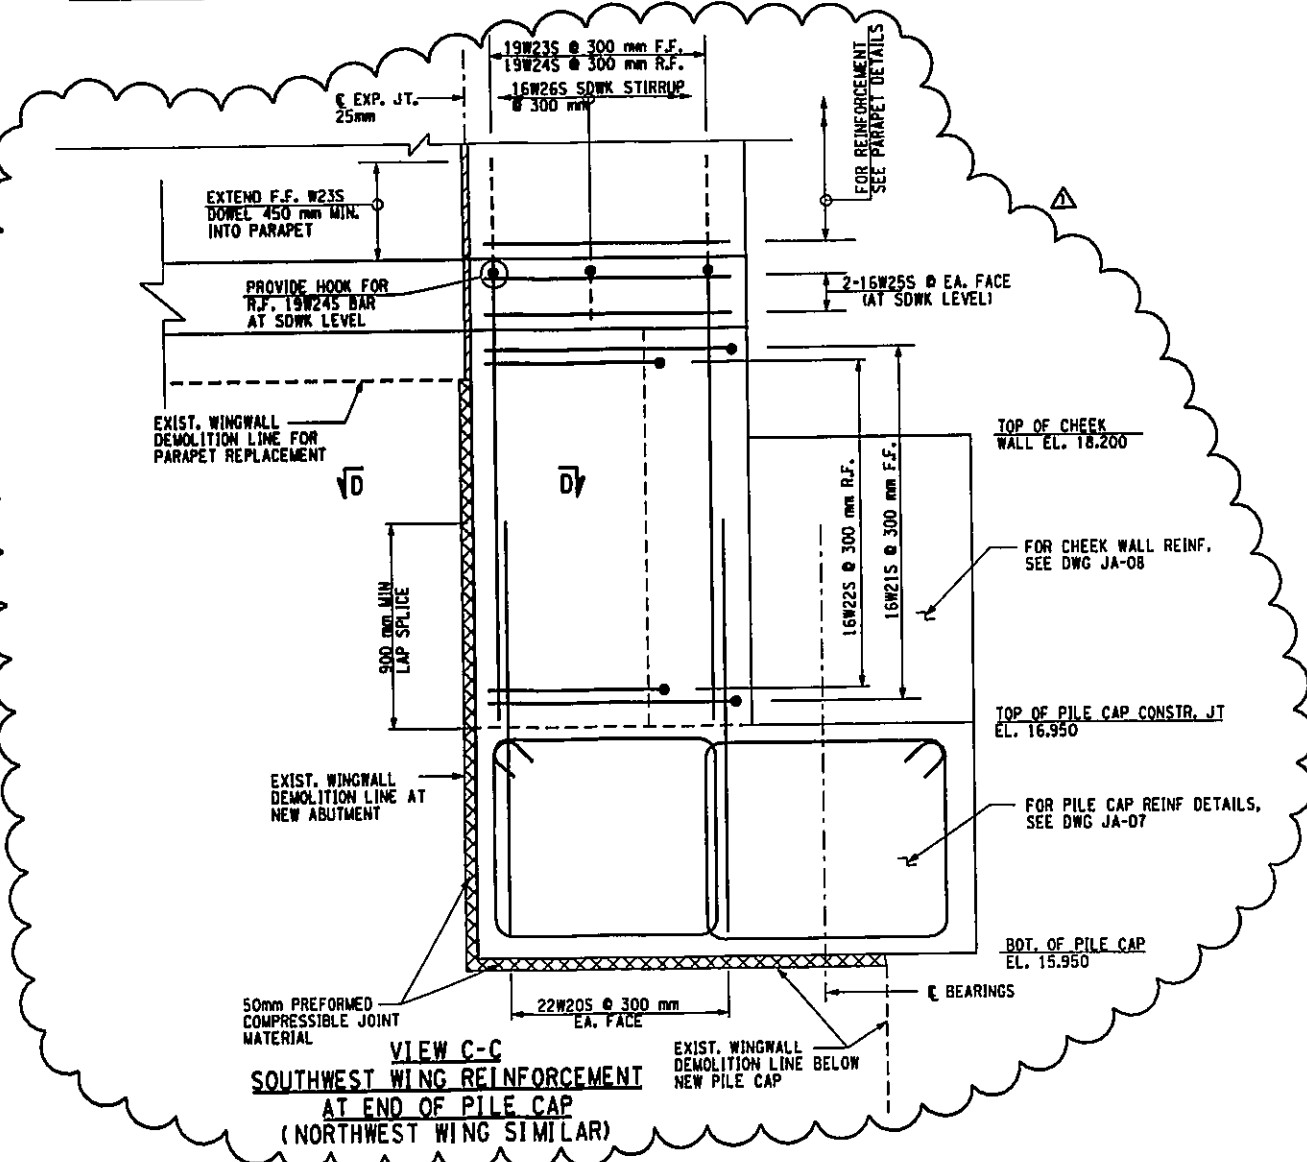 19W23S @ 300 mm F.F.
19W24S @ 300 mm R.F.
16W26S SDWK STIRRUP
@ 300 mm
℄ EXP. JT.
25mm
FOR REINFORCEMENT
SEE PARAPET DETAILS
1
EXTEND F.F. W23S
DOWEL 450 mm MIN.
INTO PARAPET
PROVIDE HOOK FOR
R.F. 19W24S BAR
AT SDWK LEVEL
2-16W25S @ EA. FACE
(AT SDWK LEVEL)
EXIST. WINGWALL
DEMOLITION LINE FOR
PARAPET REPLACEMENT
TOP OF CHEEK
WALL EL. 18.200
D
D
16W22S @ 300 mm R.F.
16W21S @ 300 mm F.F.
FOR CHEEK WALL REINF.
SEE DWG JA-08
900 mm MIN
LAP SPLICE
TOP OF PILE CAP CONSTR. JT
EL. 16.950
EXIST. WINGWALL
DEMOLITION LINE AT
NEW ABUTMENT
FOR PILE CAP REINF DETAILS,
SEE DWG JA-07
BOT. OF PILE CAP
EL. 15.950
℄ BEARINGS
50mm PREFORMED
COMPRESSIBLE JOINT
MATERIAL
22W20S @ 300 mm
EA. FACE
EXIST. WINGWALL
DEMOLITION LINE BELOW
NEW PILE CAP
VIEW C-C
SOUTHWEST WING REINFORCEMENT
AT END OF PILE CAP
(NORTHWEST WING SIMILAR)